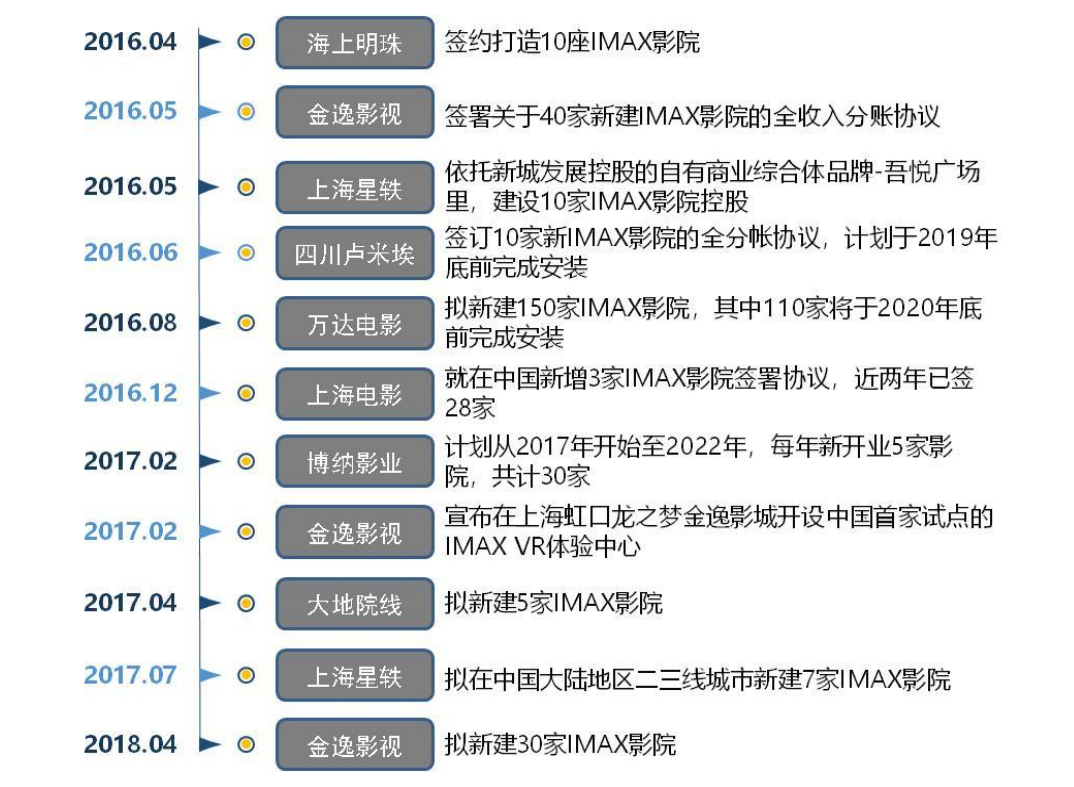 2016.04 海上明珠 签约打造10座IMAX影院
2016.05 金逸影视 签署关于40家新建IMAX影院的全收入分账协议
2016.05 上海星轶 依托新城发展控股的自有商业综合体品牌-吾悦广场
里，建设10家IMAX影院控股
2016.06 四川卢米埃 签订10家新IMAX影院的全分帐协议，计划于2019年
底前完成安装
2016.08 万达电影 拟新建150家IMAX影院，其中110家将于2020年底
前完成安装
2016.12 上海电影 就在中国新增3家IMAX影院签署协议，近两年已签
28家
2017.02 博纳影业 计划从2017年开始至2022年，每年新开业5家影
院，共计30家
2017.02 金逸影视 宣布在上海虹口龙之梦金逸影城开设中国首家试点的
IMAX VR体验中心
2017.04 大地院线 拟新建5家IMAX影院
2017.07 上海星轶 拟在中国大陆地区二三线城市新建7家IMAX影院
2018.04 金逸影视 拟新建30家IMAX影院